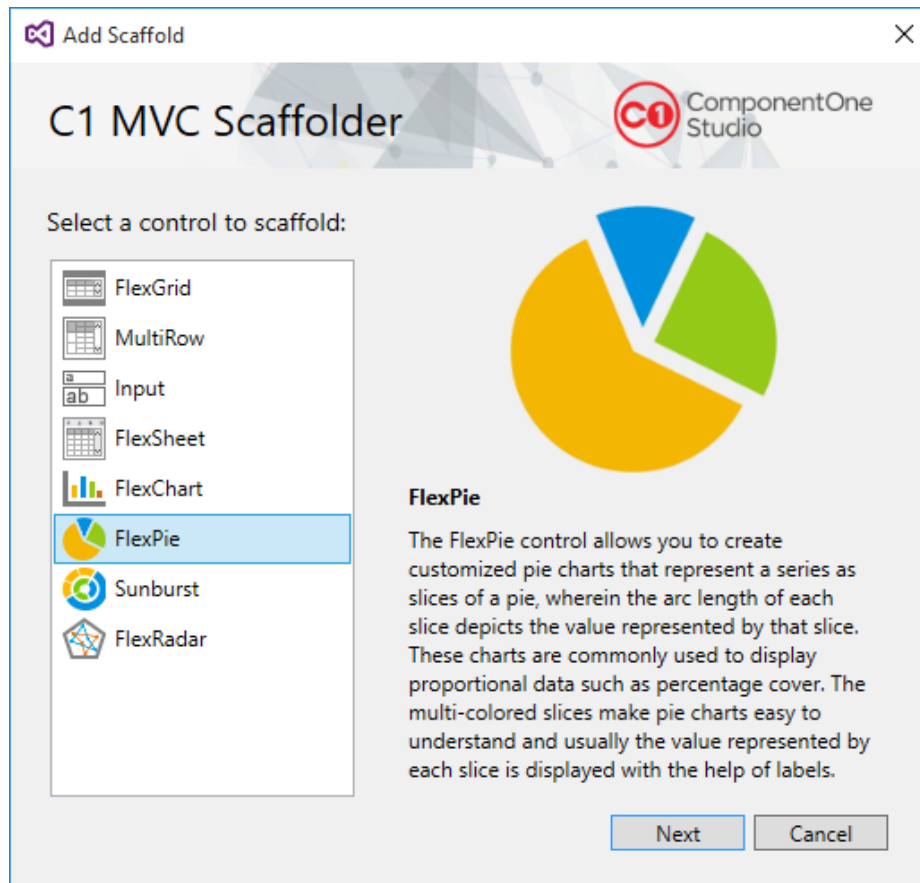 Add Scaffold
C1 MVC Scaffolder
C1
ComponentOne
Studio
Select a control to scaffold:
FlexGrid
MultiRow
a
ab
Input
FlexSheet
FlexChart
FlexPie
Sunburst
FlexRadar
FlexPie
The FlexPie control allows you to create
customized pie charts that represent a series as
slices of a pie, wherein the arc length of each
slice depicts the value represented by that slice.
These charts are commonly used to display
proportional data such as percentage cover. The
multi-colored slices make pie charts easy to
understand and usually the value represented by
each slice is displayed with the help of labels.
Next
Cancel